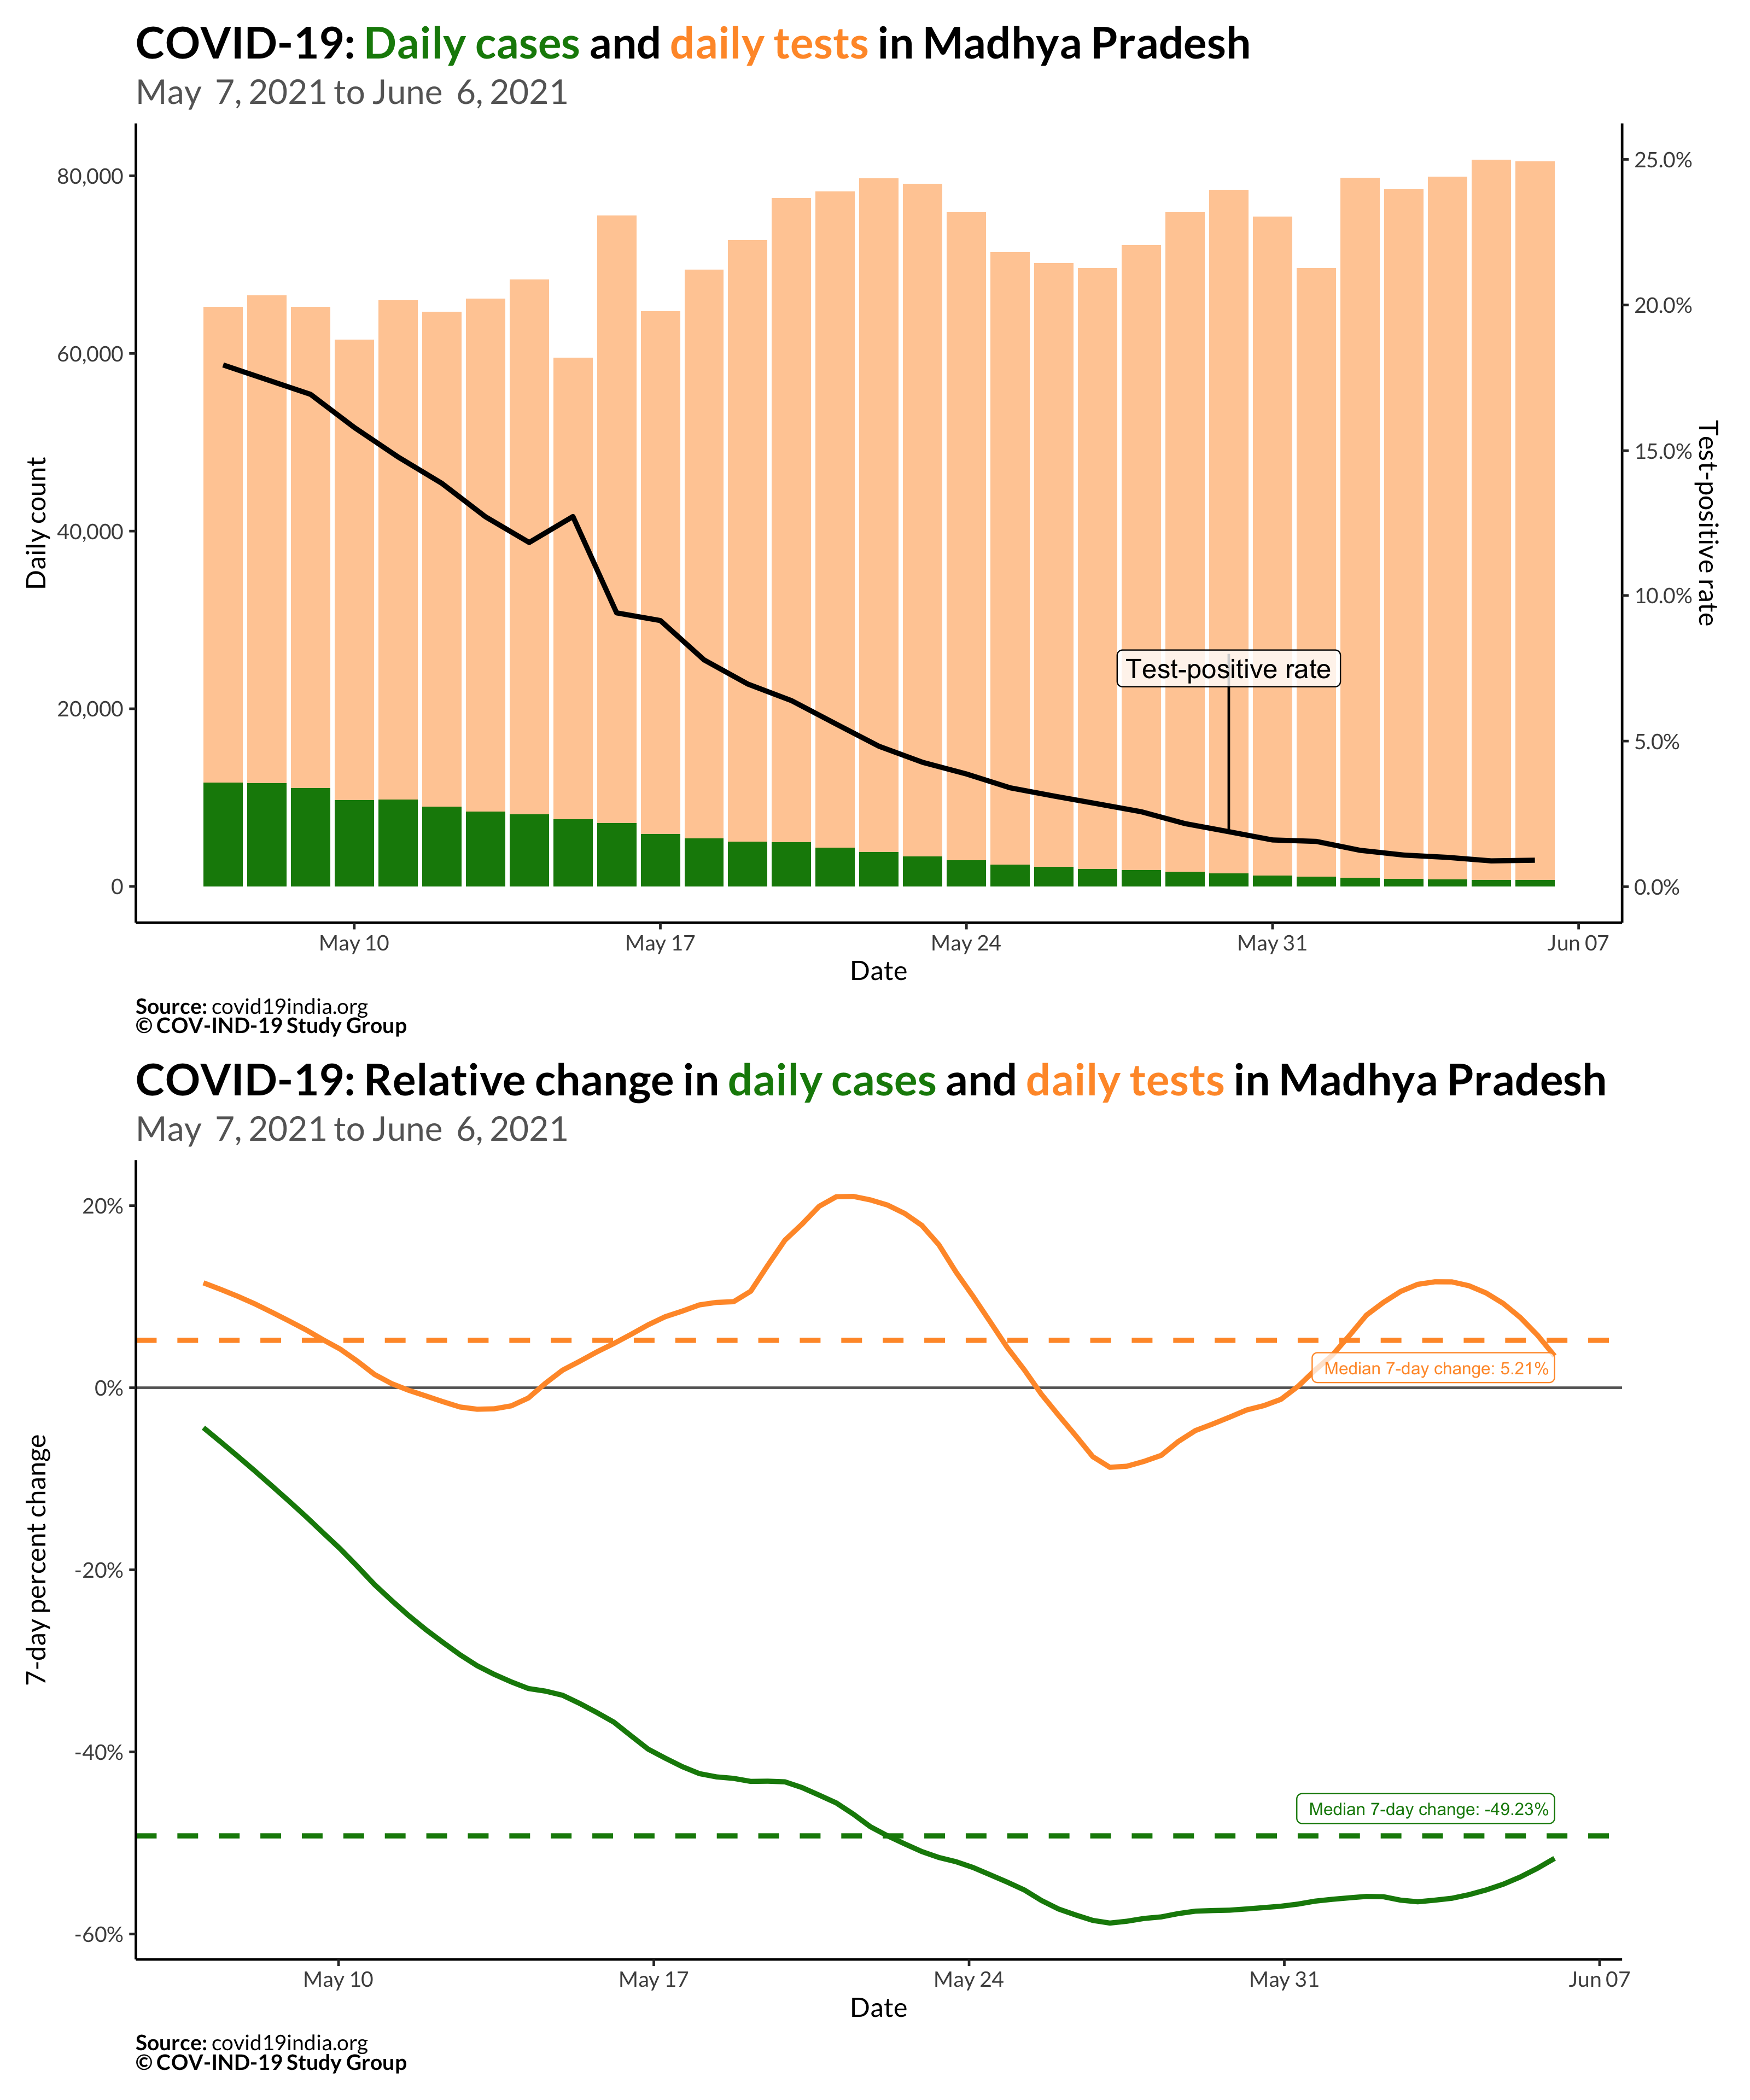 COVID-19: Daily cases and daily tests in Madhya Pradesh
May 7, 2021 to June 6, 2021
80,000
60,000
40,000
20,000
0
Daily count
25.0%
20.0%
15.0%
10.0%
5.0%
0.0%
Test-positive rate
Test-positive rate
May 10
May 17
May 24
May 31
Jun 07
Date
Source: covid19india.org
© COV-IND-19 Study Group
COVID-19: Relative change in daily cases and daily tests in Madhya Pradesh
May 7, 2021 to June 6, 2021
20%
0%
-20%
-40%
-60%
7-day percent change
Median 7-day change: 5.21%
Median 7-day change: -49.23%
May 10
May 17
May 24
May 31
Jun 07
Date
Source: covid19india.org
© COV-IND-19 Study Group